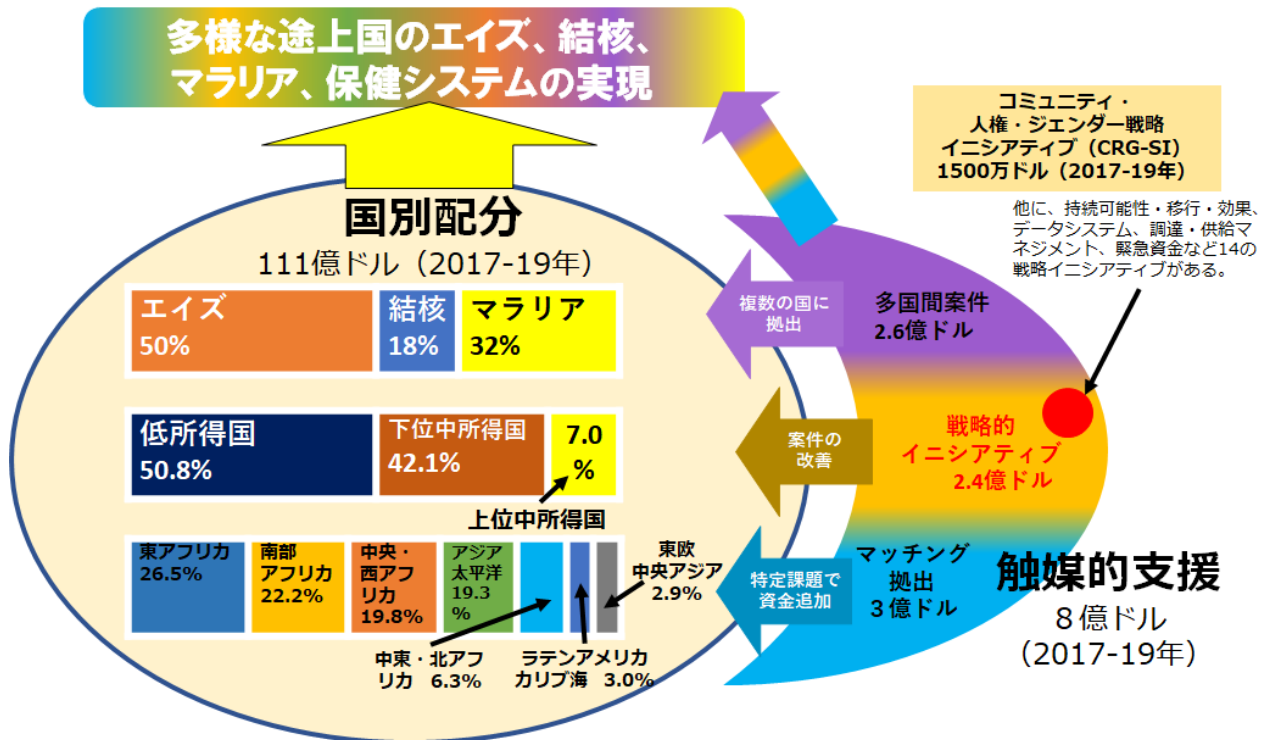 多様な途上国のエイズ、結核、
マラリア、保健システムの実現
コミュニティ・
人権・ジェンダー戦略
イニシアティブ（CRG-SI）
1500万ドル（2017-19年）
他に、持続可能性・移行・効果、
データシステム、調達・供給マ
ネジメント、緊急資金など14の
戦略イニシアティブがある。
国別配分
111億ドル（2017-19年）
エイズ
50%
結核
18%
マラリア
32%
低所得国
50.8%
下位中所得国
42.1%
7.0
%
上位中所得国
東アフリカ
26.5%
南部
アフリカ
22.2%
中央・
西アフ
リカ
19.8%
アジア
太平洋
19.3
%
東欧
中央アジア
2.9%
中東・北アフ
リカ 6.3%
ラテンアメリカ
カリブ海 3.0%
複数の国に
拠出
案件の
改善
特定課題で
資金追加
多国間案件
2.6億ドル
戦略的
イニシアティブ
2.4億ドル
マッチング
拠出
３億ドル
触媒的支援
８億ドル
（2017-19年）